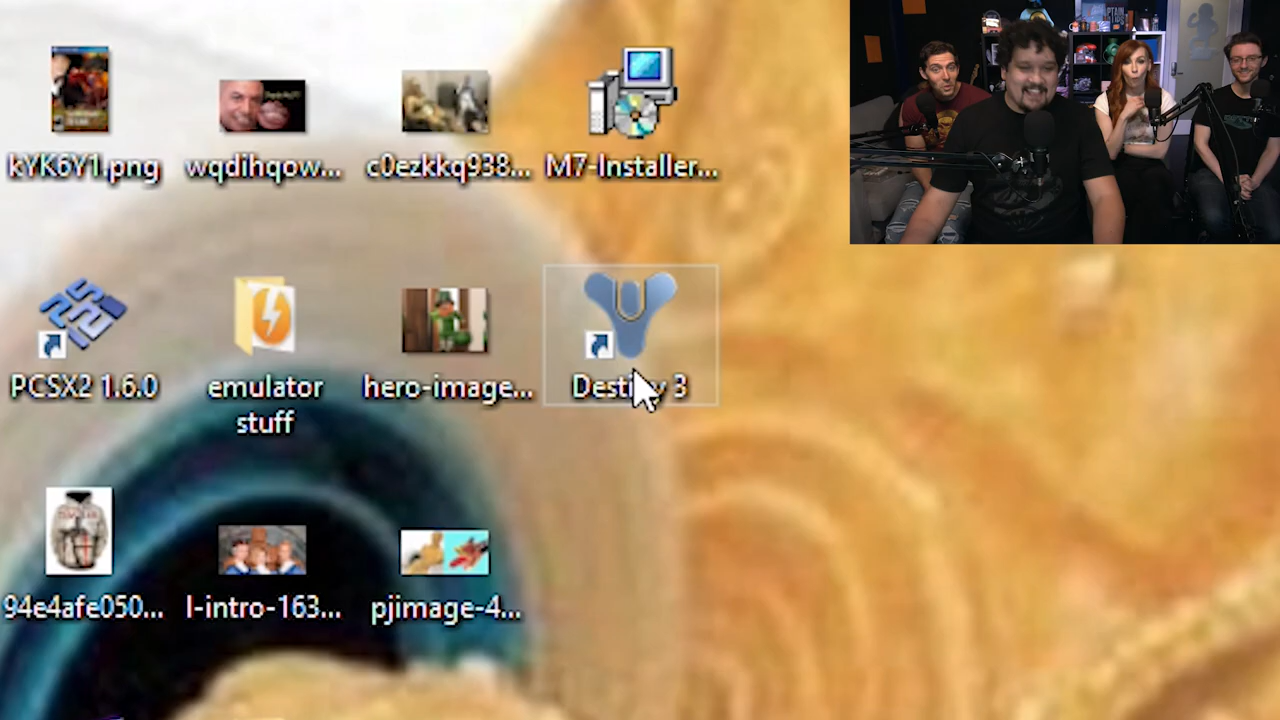 kYK6Y1.png
wqdihqow...
c0ezkkq938...
M7-Installer...
PCSX2 1.6.0
emulator
stuff
hero-image...
Destiny 3
94e4afe050...
l-intro-163...
pjimage-4...